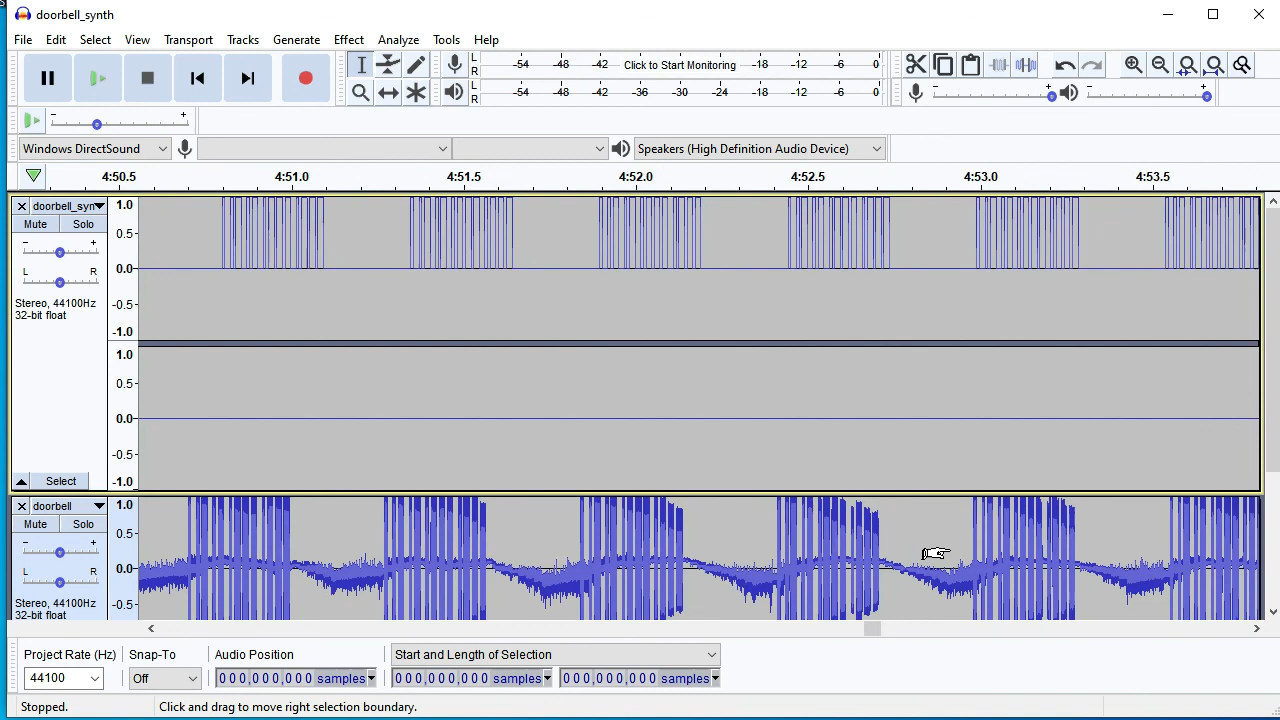 doorbell_synth
File Edit Select View Transport Tracks Generate Effect Analyze Tools Help
L
R
-54 -48 -42 Click to Start Monitoring -18 -12 -6 0
L
R
-54 -48 -42 -36 -30 -24 -18 -12 -6 0
Windows DirectSound
Speakers (High Definition Audio Device)
4:50.5 4:51.0 4:51.5 4:52.0 4:52.5 4:53.0 4:53.5
doorbell_syn
Mute Solo
- +
L R
Stereo, 44100Hz
32-bit float
1.0
0.5
0.0
-0.5
-1.0
1.0
0.5
0.0
-0.5
-1.0
Select
doorbell
Mute Solo
- +
L R
Stereo, 44100Hz
32-bit float
1.0
0.5
0.0
-0.5
Project Rate (Hz) Snap-To Audio Position Start and Length of Selection
44100 Off 000,000,000 samples 000,000,000 samples 000,000,000 samples
Stopped. Click and drag to move right selection boundary.